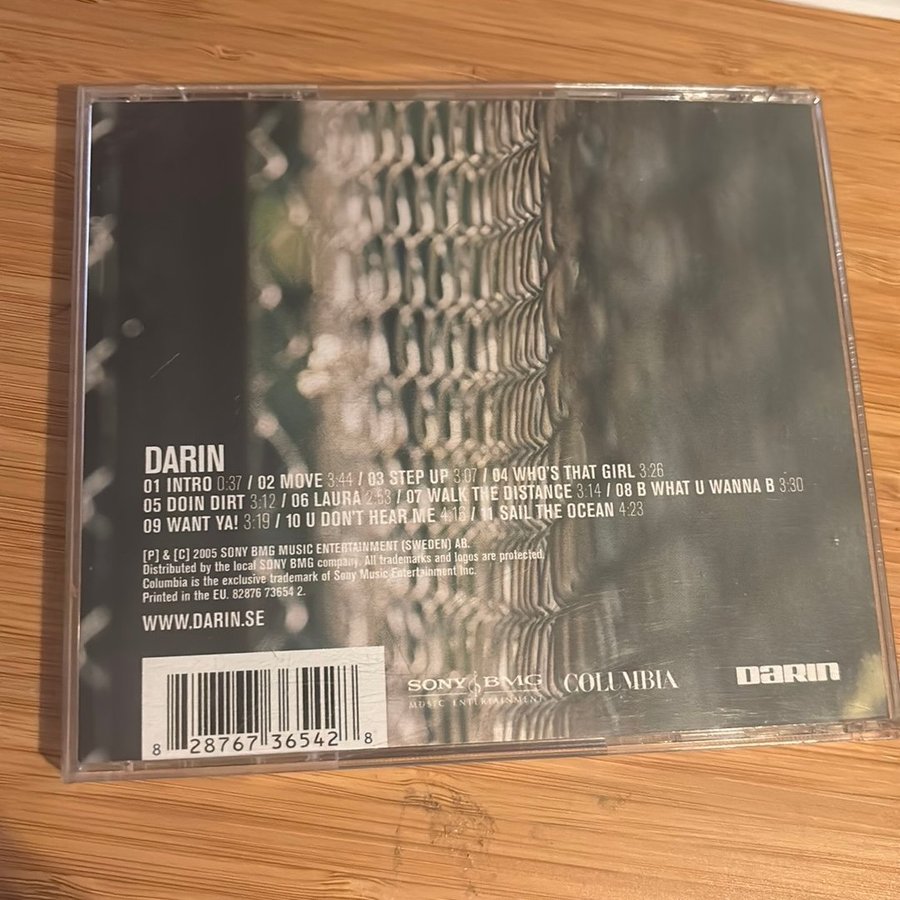 DARIN
01 INTRO 0:37 / 02 MOVE 3:44 / 03 STEP UP 3:07 / 04 WHO'S THAT GIRL 3:26
05 DOIN DIRT 3:12 / 06 LAURA 2:53 / 07 WALK THE DISTANCE 3:14 / 08 B WHAT U WANNA B 3:30
09 WANT YA! 3:19 / 10 U DON'T HEAR ME 4:16 / 11 SAIL THE OCEAN 4:23
[P] & [C] 2005 SONY BMG MUSIC ENTERTAINMENT (SWEDEN) AB.
Distributed by the local SONY BMG company. All trademarks and logos are protected.
Columbia is the exclusive trademark of Sony Music Entertainment Inc.
Printed in the EU. 82876 73654 2.
WWW.DARIN.SE
SONY BMG
MUSIC ENTERTAINMENT
COLUMBIA
DARIN
8 28767 36542 8